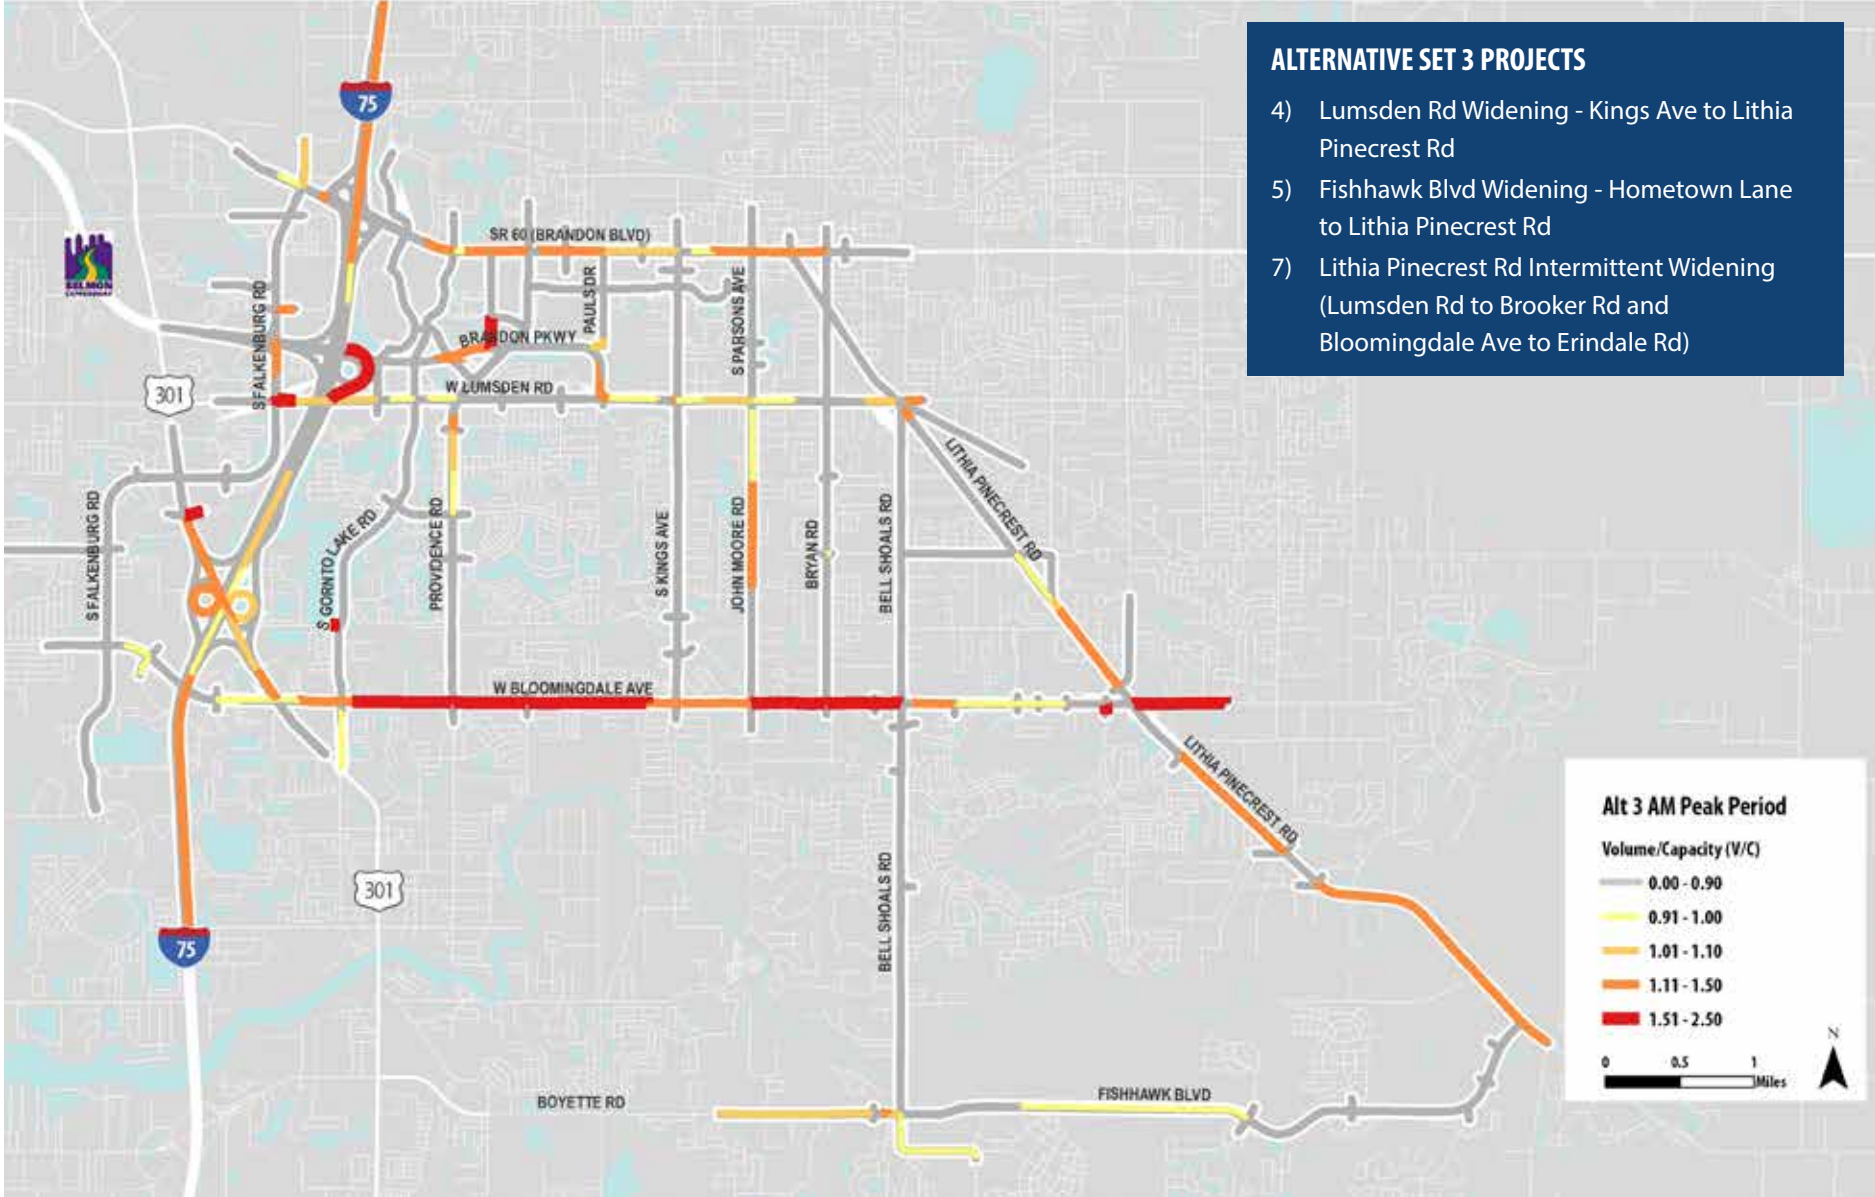 ALTERNATIVE SET 3 PROJECTS
4) Lumsden Rd Widening - Kings Ave to Lithia
Pinecrest Rd
5) Fishhawk Blvd Widening - Hometown Lane
to Lithia Pinecrest Rd
7) Lithia Pinecrest Rd Intermittent Widening
(Lumsden Rd to Brooker Rd and
Bloomingdale Ave to Erindale Rd)
75
SR 60 (BRANDON BLVD)
SELMON
S FALKENBURG RD
PAULS DR
S PARSONS AVE
BRANDON PKWY
W LUMSDEN RD
301
LITHIA PINECREST RD
S FALKENBURG RD
S GORNTO LAKE RD
PROVIDENCE RD
S KINGS AVE
JOHN MOORE RD
BRYAN RD
BELL SHOALS RD
W BLOOMINGDALE AVE
LITHIA PINECREST RD
301
75
BELL SHOALS RD
BOYETTE RD
FISHHAWK BLVD
Alt 3 AM Peak Period
Volume/Capacity (V/C)
0.00 - 0.90
0.91 - 1.00
1.01 - 1.10
1.11 - 1.50
1.51 - 2.50
N
0 0.5 1
Miles